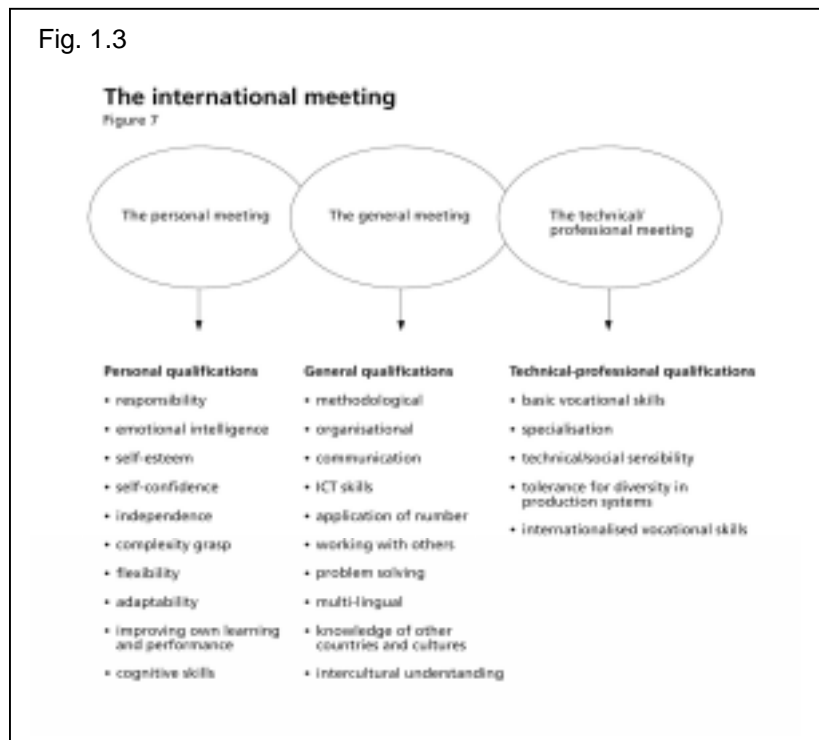 Fig. 1.3
The international meeting
Figure 7
The personal meeting
The general meeting
The technical/
professional meeting
Personal qualifications
• responsibility
• emotional intelligence
• self-esteem
• self-confidence
• independence
• complexity grasp
• flexibility
• adaptability
• improving own learning
and performance
• cognitive skills
General qualifications
• methodological
• organisational
• communication
• ICT skills
• application of number
• working with others
• problem solving
• multi-lingual
• knowledge of other
countries and cultures
• intercultural understanding
Technical-professional qualifications
• basic vocational skills
• specialisation
• technical/social sensibility
• tolerance for diversity in
production systems
• internationalised vocational skills